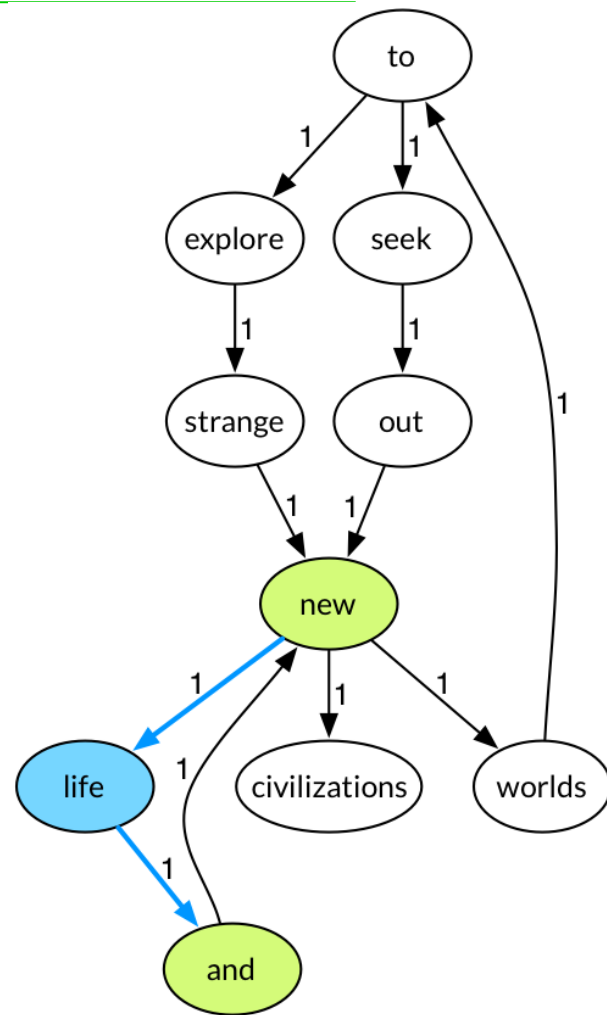 to
1
1
explore
seek
1
1
strange
out
1
1
new
1
1
1
1
1
life
civilizations
worlds
1
and